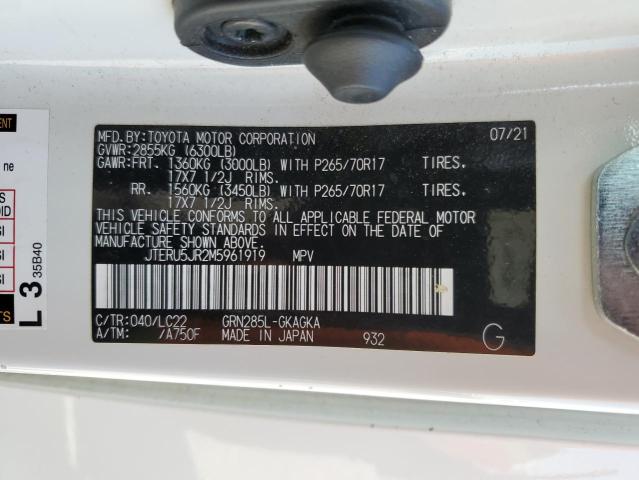 MFD.BY:TOYOTA MOTOR CORPORATION 07/21
GVWR:2855KG (6300LB)
GAWR:FRT. 1360KG (3000LB) WITH P265/70R17 TIRES.
17X7 1/2J RIMS.
RR. 1560KG (3450LB) WITH P265/70R17 TIRES.
17X7 1/2J RIMS.
THIS VEHICLE CONFORMS TO ALL APPLICABLE FEDERAL MOTOR
VEHICLE SAFETY STANDARDS IN EFFECT ON THE DATE OF
MANUFACTURE SHOWN ABOVE.
JTERU5JR2M5961919 MPV
C/TR:040/LC22 GRN285L-GKAGKA
A/TM: /A750F MADE IN JAPAN 932 G
ne
L 3 35B40